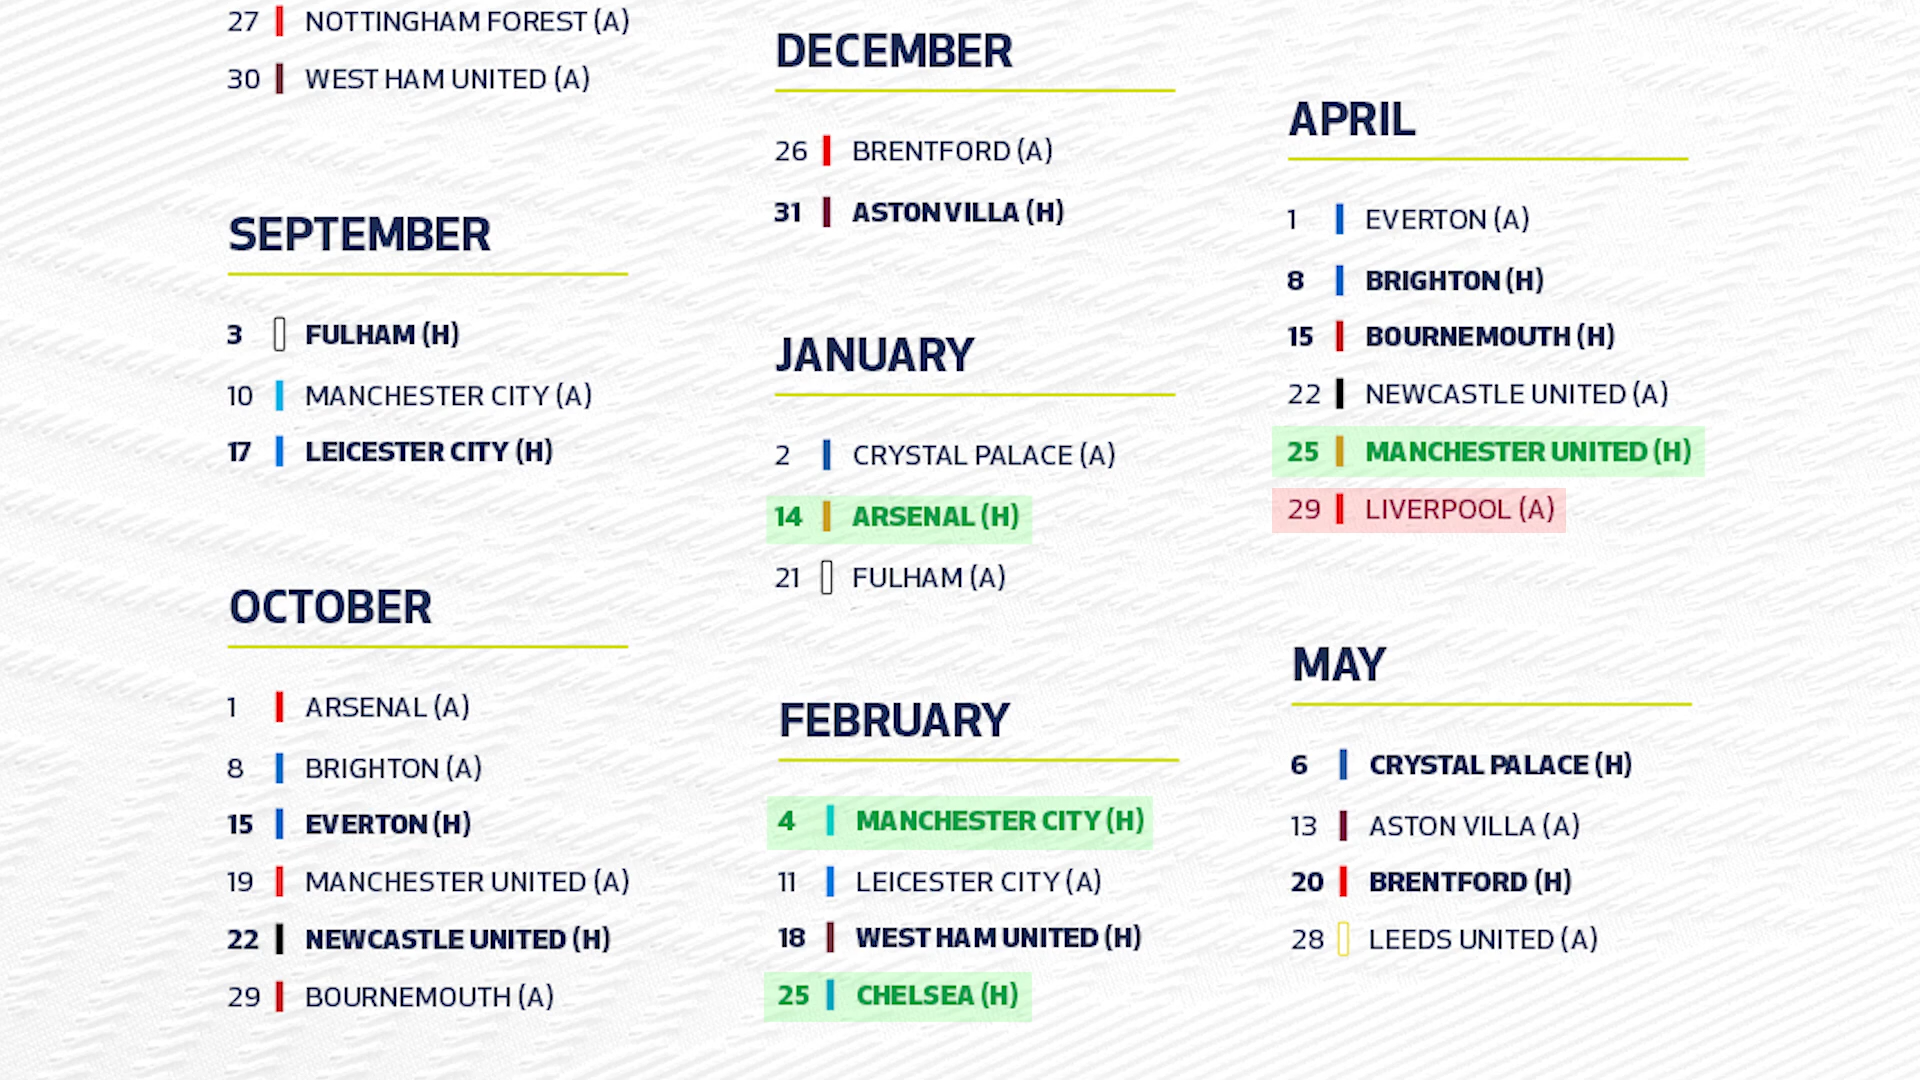 27 NOTTINGHAM FOREST (A)
30 WEST HAM UNITED (A)
SEPTEMBER
3 FULHAM (H)
10 MANCHESTER CITY (A)
17 LEICESTER CITY (H)
OCTOBER
1 ARSENAL (A)
8 BRIGHTON (A)
15 EVERTON (H)
19 MANCHESTER UNITED (A)
22 NEWCASTLE UNITED (H)
29 BOURNEMOUTH (A)
DECEMBER
26 BRENTFORD (A)
31 ASTON VILLA (H)
JANUARY
2 CRYSTAL PALACE (A)
14 ARSENAL (H)
21 FULHAM (A)
FEBRUARY
4 MANCHESTER CITY (H)
11 LEICESTER CITY (A)
18 WEST HAM UNITED (H)
25 CHELSEA (H)
APRIL
1 EVERTON (A)
8 BRIGHTON (H)
15 BOURNEMOUTH (H)
22 NEWCASTLE UNITED (A)
25 MANCHESTER UNITED (H)
29 LIVERPOOL (A)
MAY
6 CRYSTAL PALACE (H)
13 ASTON VILLA (A)
20 BRENTFORD (H)
28 LEEDS UNITED (A)